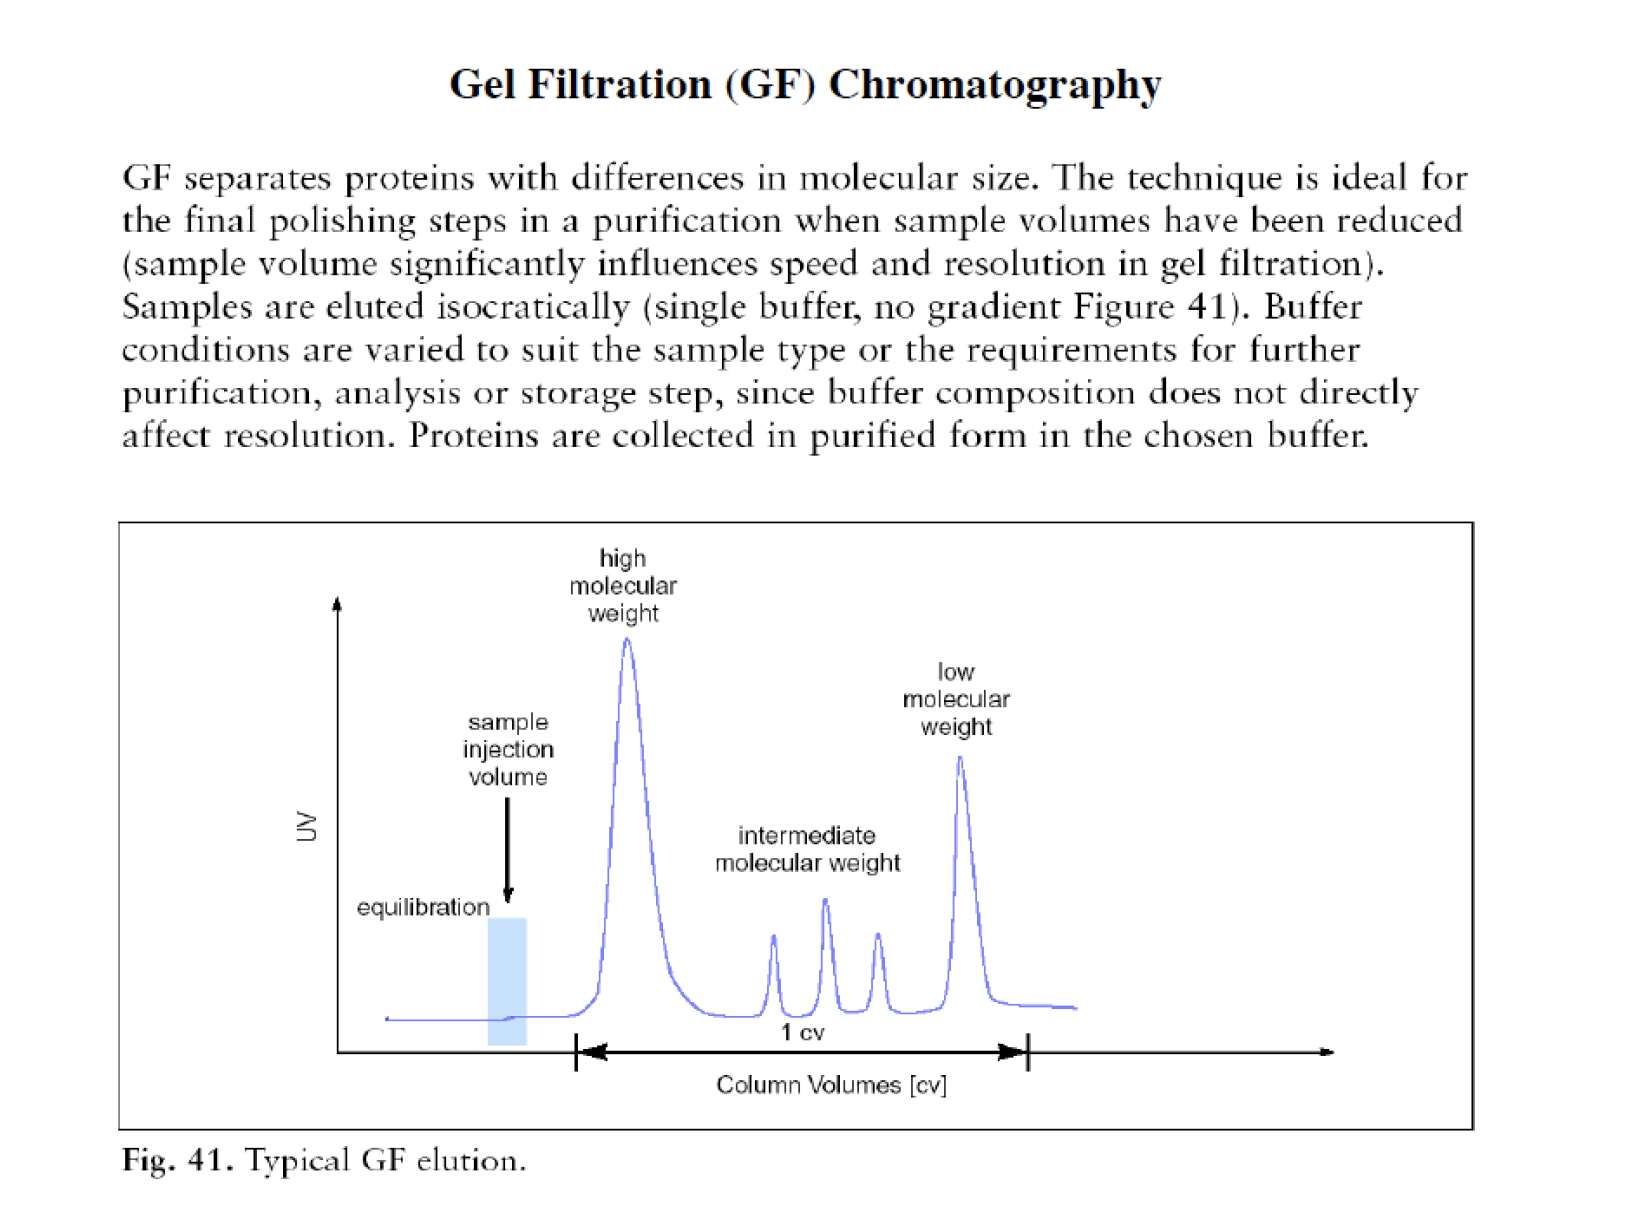 Gel Filtration (GF) Chromatography
GF separates proteins with differences in molecular size. The technique is ideal for
the final polishing steps in a purification when sample volumes have been reduced
(sample volume significantly influences speed and resolution in gel filtration).
Samples are eluted isocratically (single buffer, no gradient Figure 41). Buffer
conditions are varied to suit the sample type or the requirements for further
purification, analysis or storage step, since buffer composition does not directly
affect resolution. Proteins are collected in purified form in the chosen buffer.
high
molecular
weight
low
molecular
weight
sample
injection
volume
UV
intermediate
molecular weight
equilibration
1 cv
Column Volumes [cv]
Fig. 41. Typical GF elution.